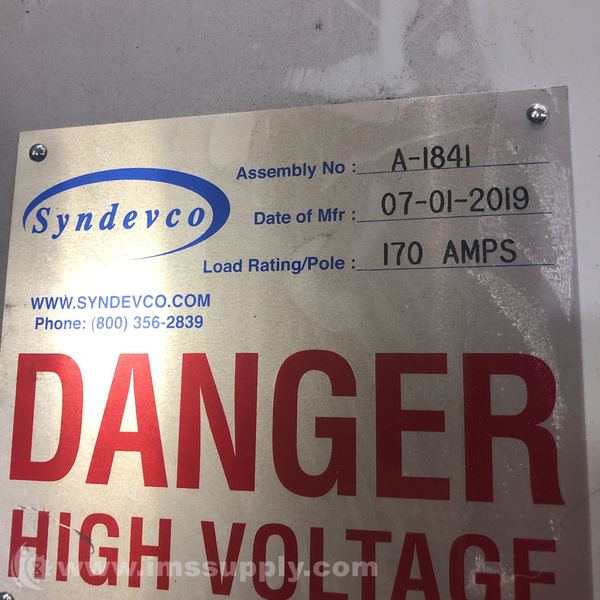 Syndevco
Assembly No : A-1841
Date of Mfr : 07-01-2019
Load Rating/Pole : 170 AMPS
WWW.SYNDEVCO.COM
Phone: (800) 356-2839
DANGER
HIGH VOLTAGE
www.imssupply.com